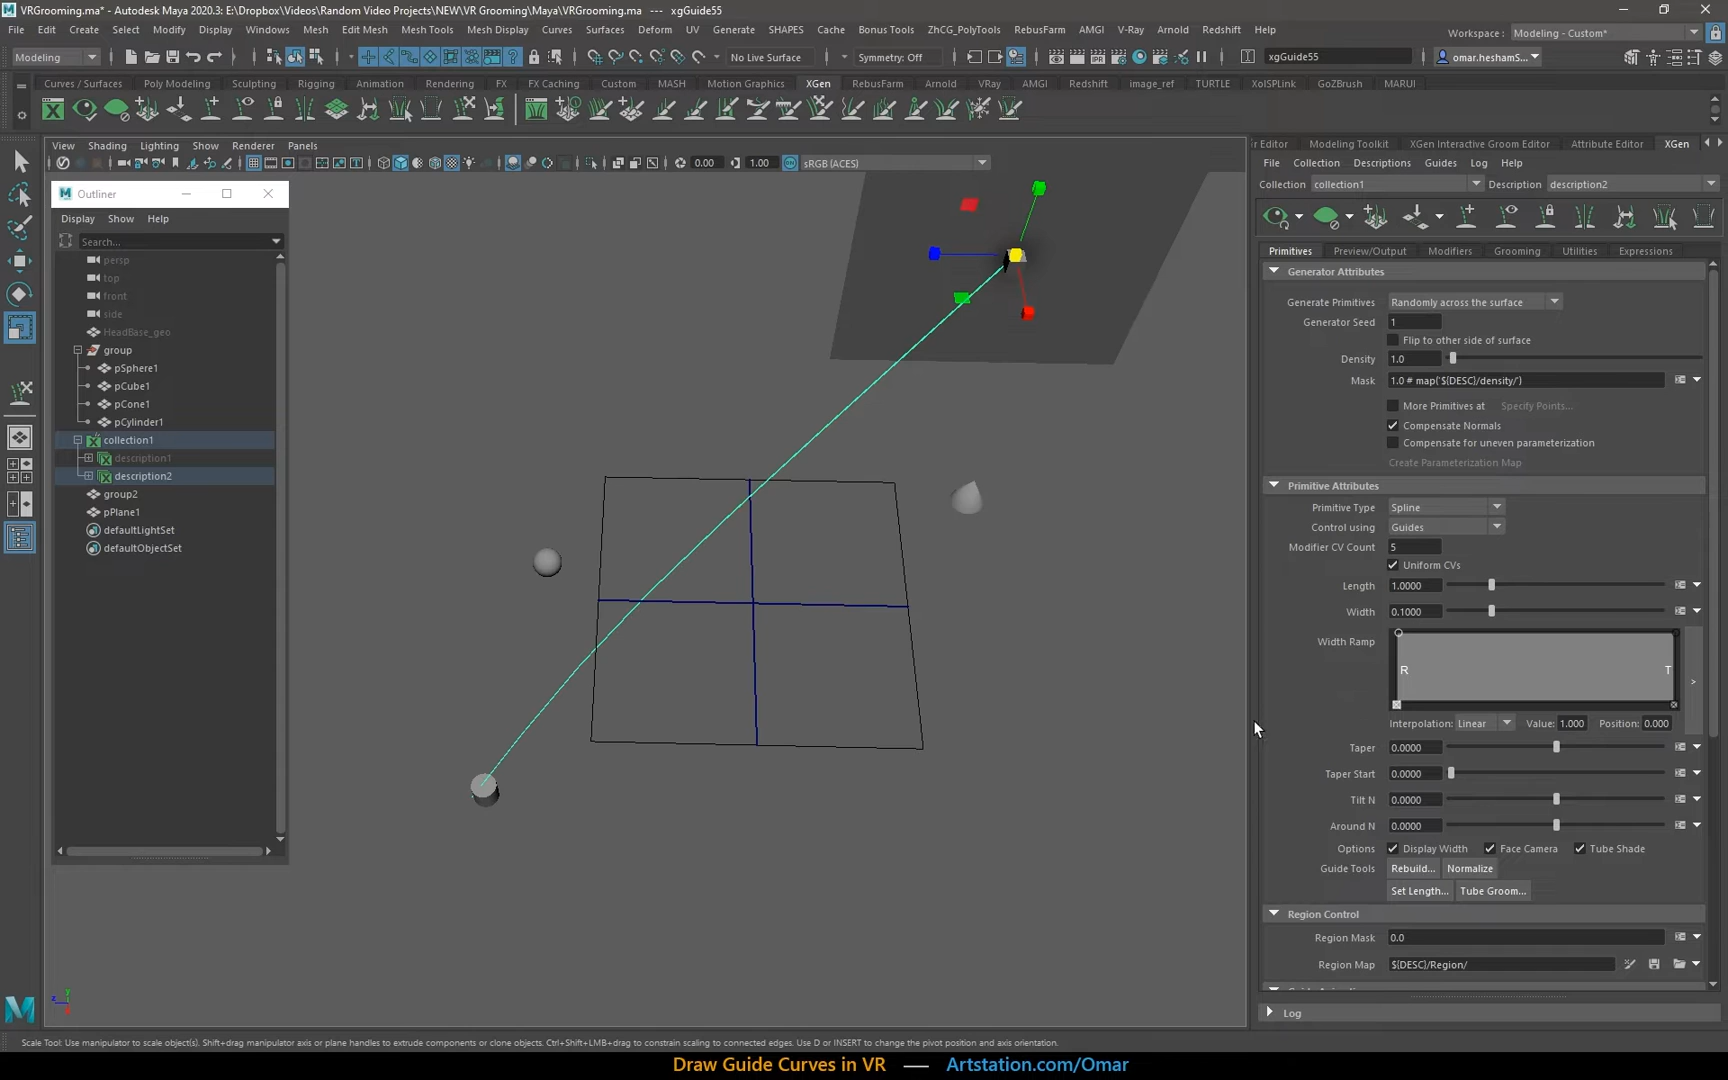 VRGrooming.ma* - Autodesk Maya 2020.3: E:\Dropbox\Videos\Random Video Projects\NEW\VR Grooming\Maya\VRGrooming.ma --- xgGuide55
File Edit Create Select Modify Display Windows Mesh Edit Mesh Mesh Tools Mesh Display Curves Surfaces Deform UV Generate SHAPES Cache Bonus Tools ZhCG_PolyTools RebusFarm AMGI V-Ray Arnold Redshift Help
Workspace: Modeling - Custom*
Modeling No Live Surface Symmetry: Off xgGuide55 omar.heshamS...
Curves / Surfaces Poly Modeling Sculpting Rigging Animation Rendering FX FX Caching Custom MASH Motion Graphics XGen RebusFarm Arnold VRay AMGI Redshift image_ref TURTLE XolSPLink GoZBrush MARUI
View Shading Lighting Show Renderer Panels
0.00 1.00 sRGB (ACES)
Outliner
Display Show Help
Search...
persp
top
front
side
HeadBase_geo
group
pSphere1
pCube1
pCone1
pCylinder1
collection1
description1
description2
group2
pPlane1
defaultLightSet
defaultObjectSet
ir Editor Modeling Toolkit XGen Interactive Groom Editor Attribute Editor XGen
File Collection Descriptions Guides Log Help
Collection collection1 Description description2
Primitives Preview/Output Modifiers Grooming Utilities Expressions
Generator Attributes
Generate Primitives Randomly across the surface
Generator Seed 1
Flip to other side of surface
Density 1.0
Mask 1.0 # map('${DESC}/density/')
More Primitives at Specify Points...
Compensate Normals
Compensate for uneven parameterization
Create Parameterization Map
Primitive Attributes
Primitive Type Spline
Control using Guides
Modifier CV Count 5
Uniform CVs
Length 1.0000
Width 0.1000
Width Ramp
R T
Interpolation: Linear Value: 1.000 Position: 0.000
Taper 0.0000
Taper Start 0.0000
Tilt N 0.0000
Around N 0.0000
Options Display Width Face Camera Tube Shade
Guide Tools Rebuild... Normalize
Set Length... Tube Groom...
Region Control
Region Mask 0.0
Region Map ${DESC}/Region/
Log
Scale Tool: Use manipulator to scale object(s). Shift+drag manipulator axis or plane handles to extrude components or clone objects. Ctrl+Shift+LMB+drag to constrain scaling to connected edges. Use D or INSERT to change the pivot position and axis orientation.
Draw Guide Curves in VR — Artstation.com/Omar